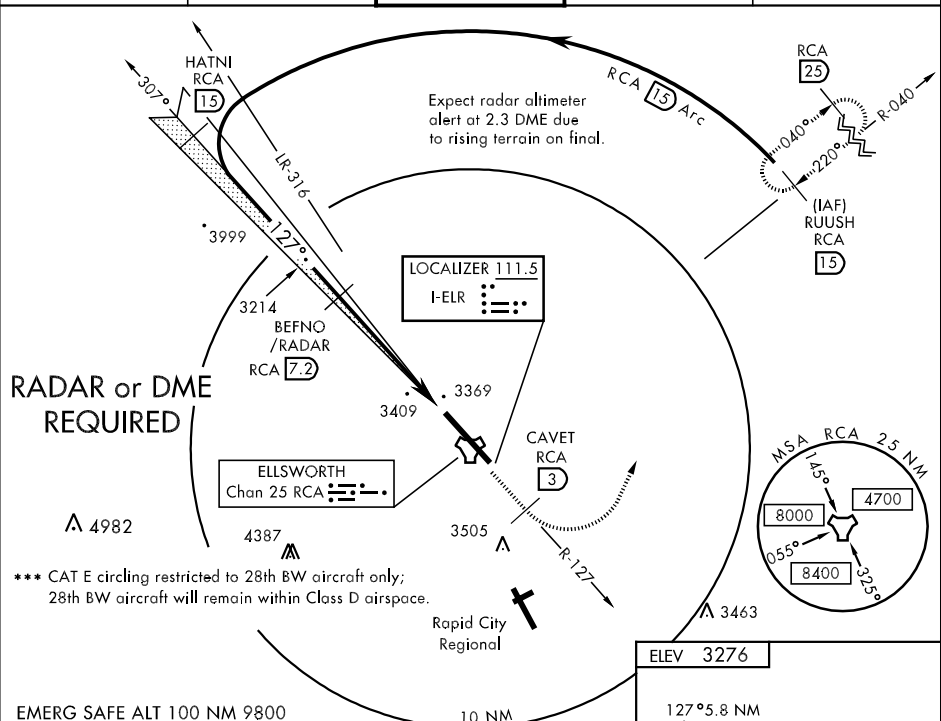 HATNI
RCA
15
307°
RCA 15 Arc
RCA
25
R-040
040°
220°
Expect radar altimeter
alert at 2.3 DME due
to rising terrain on final.
LR-316
(IAF)
RUUSH
RCA
15
3999
127°
LOCALIZER 111.5
I-ELR
3214
BEFNO
/RADAR
RCA 7.2
RADAR or DME
REQUIRED
3409
3369
CAVET
RCA
3
ELLSWORTH
Chan 25 RCA
MSA RCA 25 NM
145°
4700
8000
055°
8400
325°
4982
4387
3505
R-127
*** CAT E circling restricted to 28th BW aircraft only;
28th BW aircraft will remain within Class D airspace.
Rapid City
Regional
3463
ELEV 3276
127°5.8 NM
EMERG SAFE ALT 100 NM 9800
10 NM